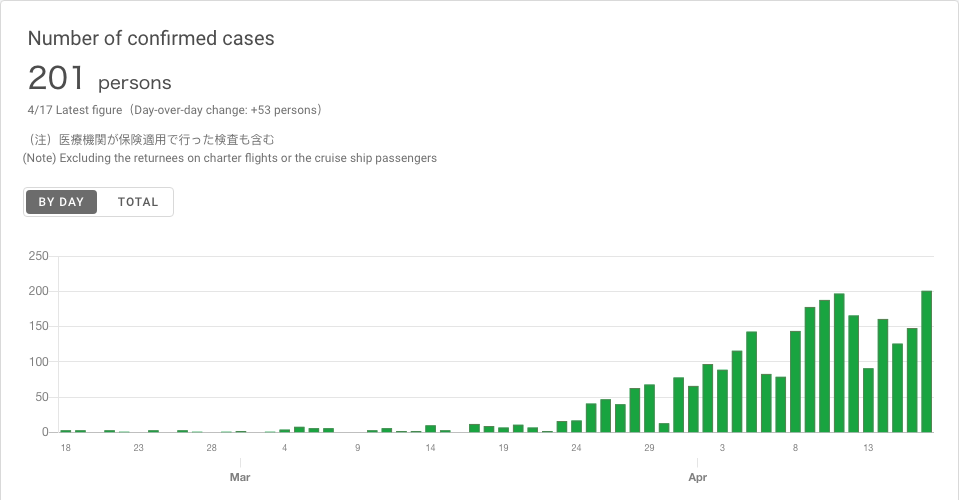 Number of confirmed cases
201 persons
4/17 Latest figure（Day-over-day change: +53 persons）
（注）医療機関が保険適用で行った検査も含む
(Note) Excluding the returnees on charter flights or the cruise ship passengers
BY DAY TOTAL
250
200
150
100
50
0
18 23 28 4 9 14 19 24 29 3 8 13
Mar Apr